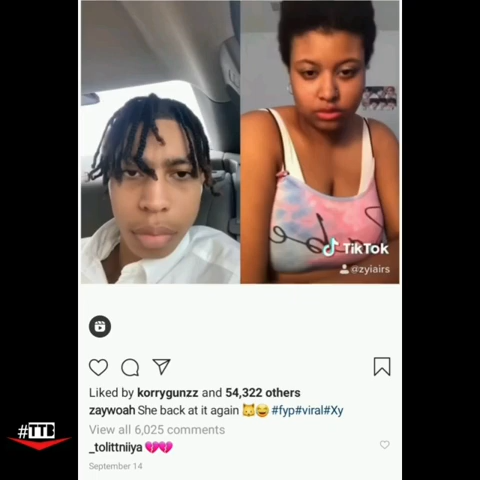 TikTok
@zyiairs
Liked by korrygunzz and 54,322 others
zaywoah She back at it again 😹😂 #fyp#viral#Xy
View all 6,025 comments
_tolittniiya 💔💔
September 14
#TTB